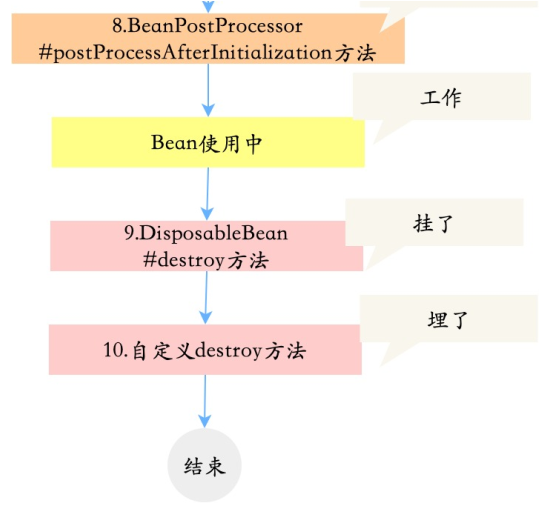 8.BeanPostProcessor
#postProcessAfterInitialization方法
工作
Bean使用中
挂了
9.DisposableBean
#destroy方法
埋了
10.自定义destroy方法
结束